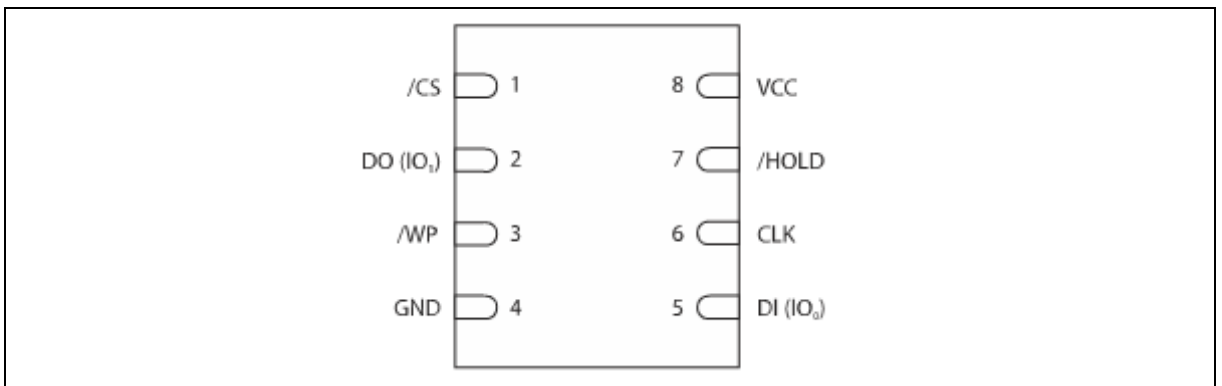 /CS 1 8 VCC
DO (IO₁) 2 7 /HOLD
/WP 3 6 CLK
GND 4 5 DI (IO₀)